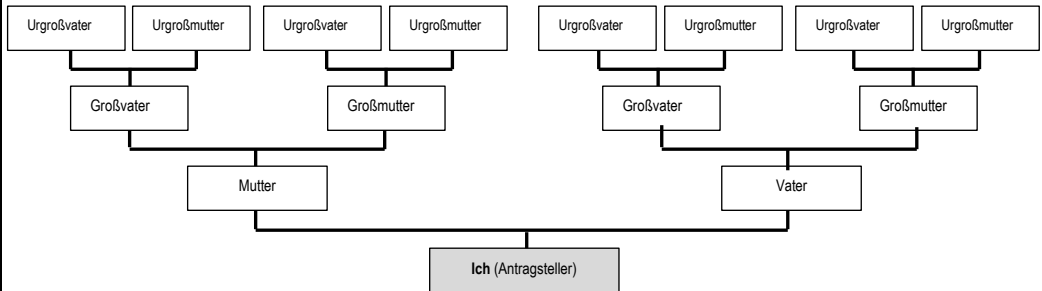 Urgroßvater Urgroßmutter Urgroßvater Urgroßmutter Urgroßvater Urgroßmutter Urgroßvater Urgroßmutter
Großvater Großmutter Großvater Großmutter
Mutter Vater
Ich (Antragsteller)